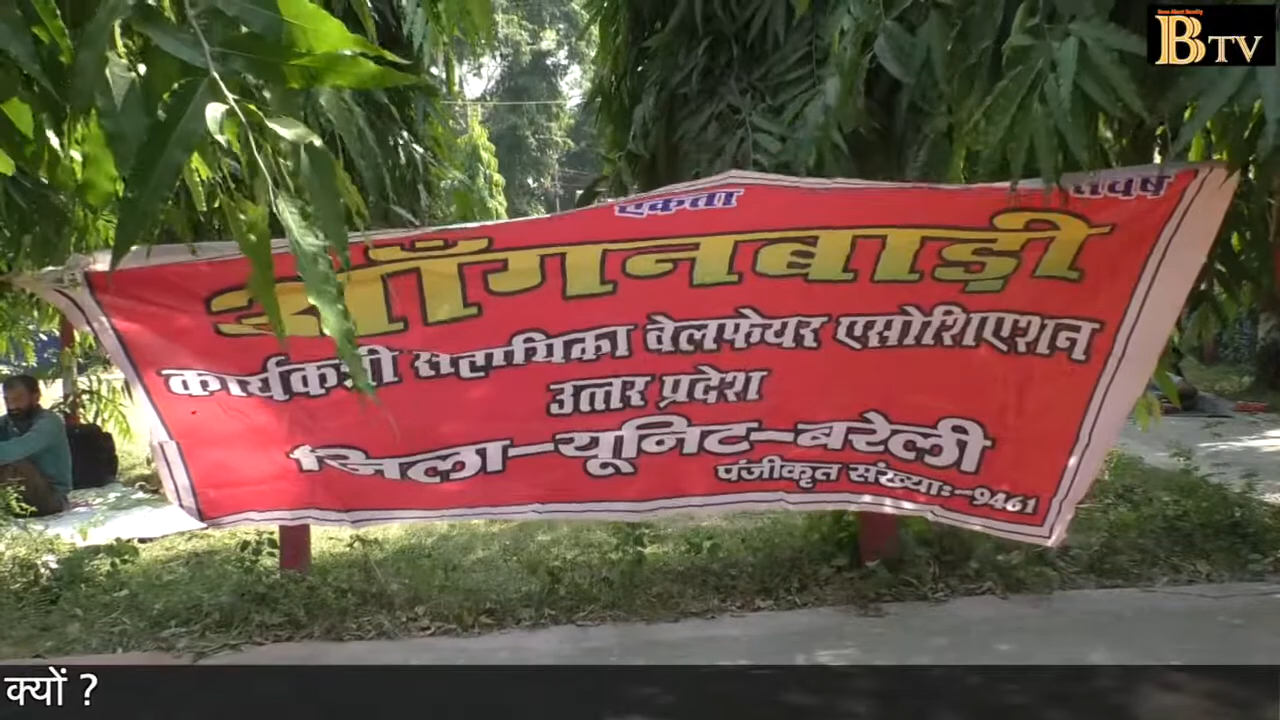 BTV
एकता
आँगनबाड़ी
कार्यकत्री सहायिका वेलफेयर एसोशिएशन
उत्तर प्रदेश
जिला-यूनिट-बरेली
पंजीकृत संख्याः-9461
क्यों ?